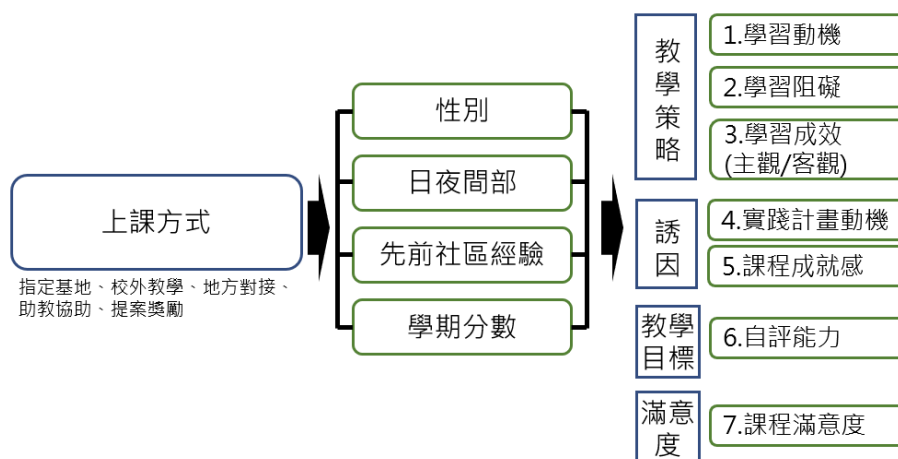 上課方式
指定基地、校外教學、地方對接、
助教協助、提案獎勵
性別
日夜間部
先前社區經驗
學期分數
教
學
策
略
1.學習動機
2.學習阻礙
3.學習成效
(主觀/客觀)
誘
因
4.實踐計畫動機
5.課程成就感
教學
目標
6.自評能力
滿意
度
7.課程滿意度